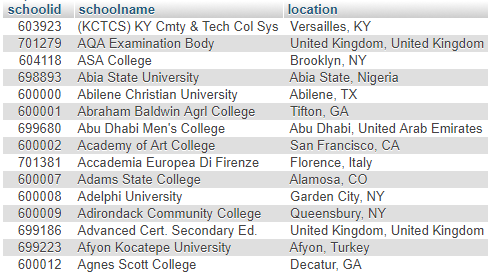 schoolid schoolname location
603923 (KCTCS) KY Cmty & Tech Col Sys Versailles, KY
701279 AQA Examination Body United Kingdom, United Kingdom
604118 ASA College Brooklyn, NY
698893 Abia State University Abia State, Nigeria
600000 Abilene Christian University Abilene, TX
600001 Abraham Baldwin Agrl College Tifton, GA
699680 Abu Dhabi Men's College Abu Dhabi, United Arab Emirates
600002 Academy of Art College San Francisco, CA
701381 Accademia Europea Di Firenze Florence, Italy
600007 Adams State College Alamosa, CO
600008 Adelphi University Garden City, NY
600009 Adirondack Community College Queensbury, NY
699186 Advanced Cert. Secondary Ed. United Kingdom, United Kingdom
699223 Afyon Kocatepe University Afyon, Turkey
600012 Agnes Scott College Decatur, GA